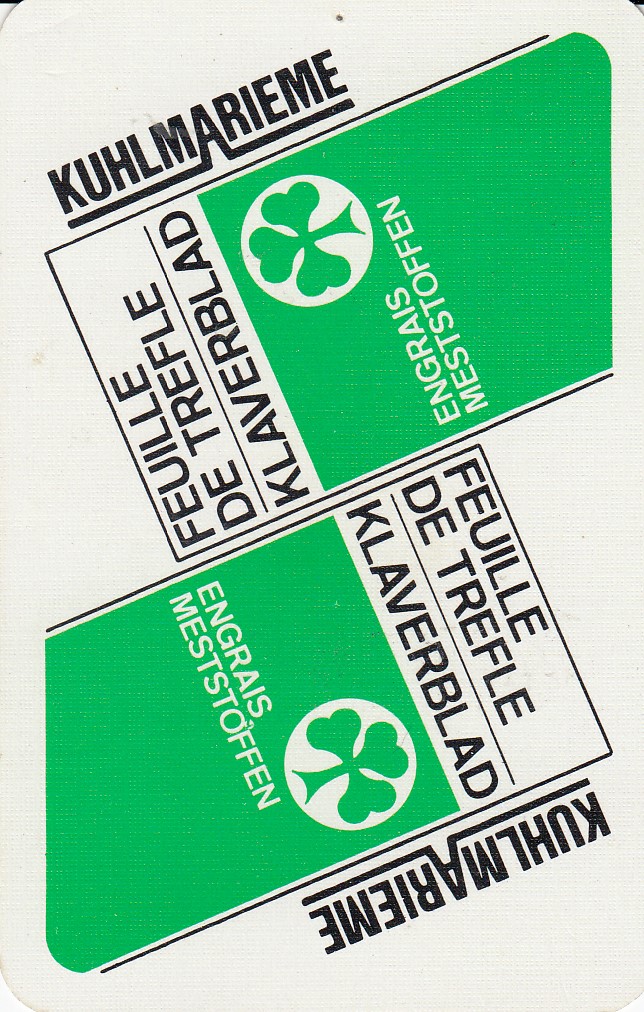 KUHLMARIEME
FEUILLE
DE TREFLE
KLAVERBLAD
ENGRAIS
MESTSTOFFEN
FEUILLE
DE TREFLE
KLAVERBLAD
ENGRAIS
MESTSTOFFEN
KUHLMARIEME